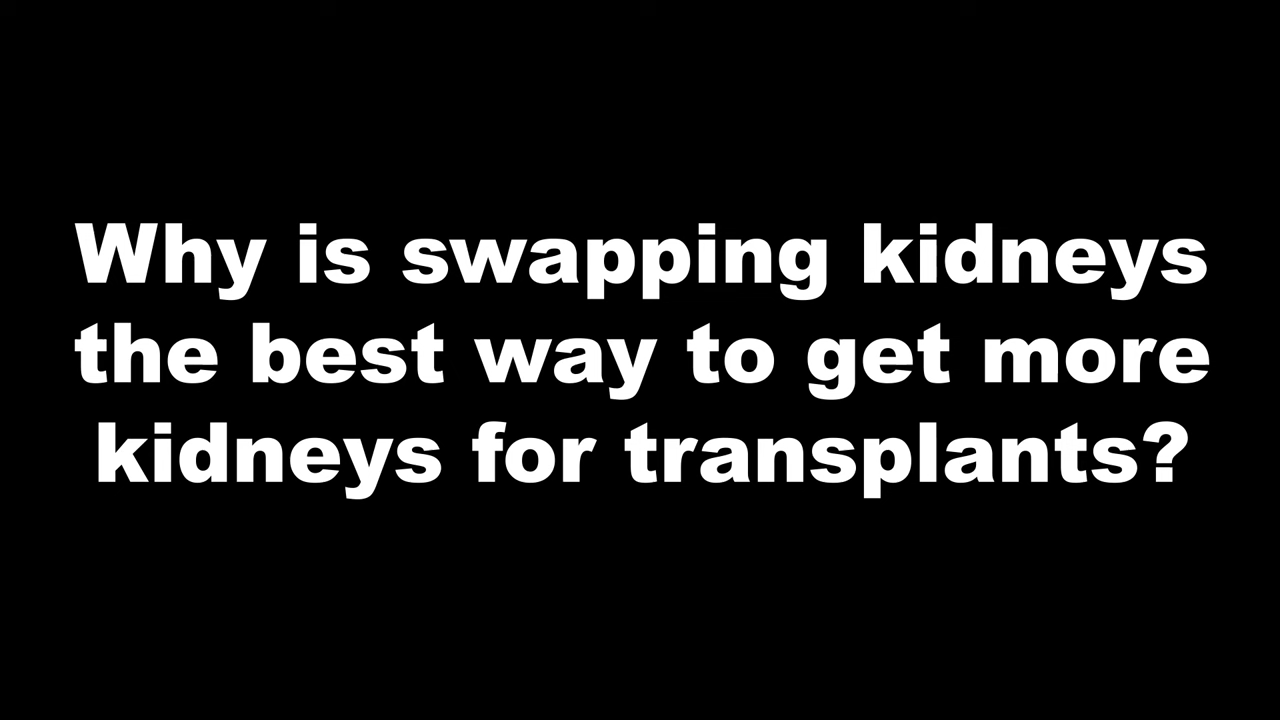 Why is swapping kidneys
the best way to get more
kidneys for transplants?